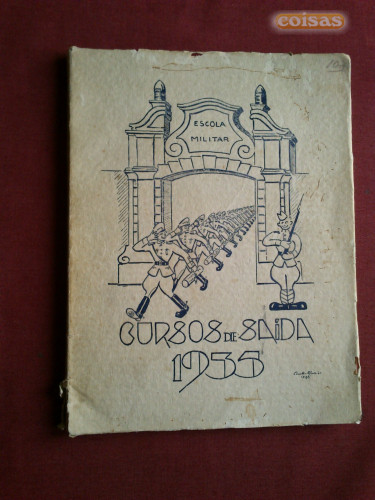 coisas
ESCOLA
MILITAR
CURSOS DE SAÍDA
1935